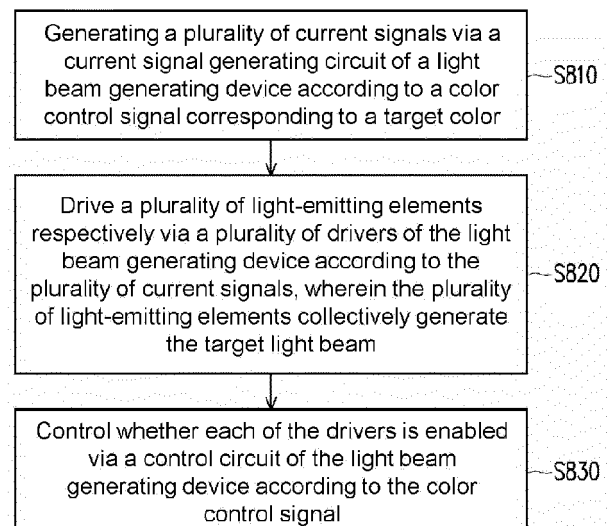 Generating a plurality of current signals via a
current signal generating circuit of a light
beam generating device according to a color
control signal corresponding to a target color
S810
Drive a plurality of light-emitting elements
respectively via a plurality of drivers of the light
beam generating device according to the
plurality of current signals, wherein the plurality
of light-emitting elements collectively generate
the target light beam
S820
Control whether each of the drivers is enabled
via a control circuit of the light beam
generating device according to the color
control signal
S830